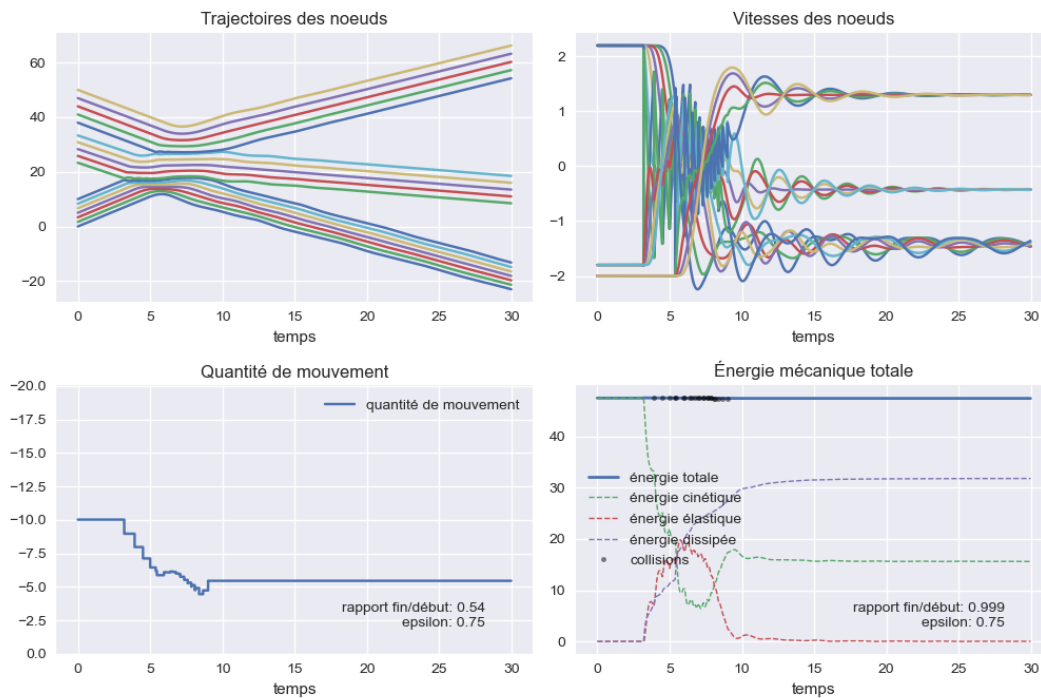 Trajectoires des noeuds
60
40
20
0
−20
0 5 10 15 20 25 30
temps
Vitesses des noeuds
2
1
0
−1
−2
0 5 10 15 20 25 30
temps
Quantité de mouvement
−20.0
−17.5
−15.0
−12.5
−10.0
−7.5
−5.0
−2.5
0.0
quantité de mouvement
rapport fin/début: 0.54
epsilon: 0.75
0 5 10 15 20 25 30
temps
Énergie mécanique totale
40
30
20
10
0
énergie totale
énergie cinétique
énergie élastique
énergie dissipée
collisions
rapport fin/début: 0.999
epsilon: 0.75
0 5 10 15 20 25 30
temps